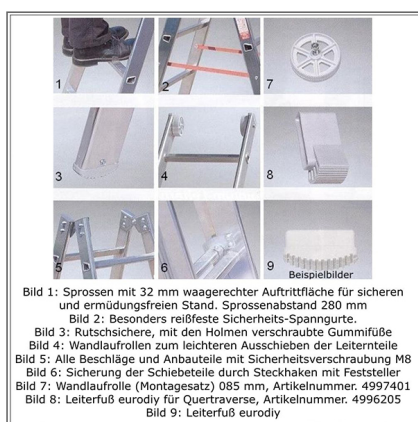 1
2
7
3
4
8
5
6
9
Beispielbilder
Bild 1: Sprossen mit 32 mm waagerechter Auftrittfläche für sicheren
und ermüdungsfreien Stand. Sprossenabstand 280 mm
Bild 2: Besonders reißfeste Sicherheits-Spanngurte.
Bild 3: Rutschsichere, mit den Holmen verschraubte Gummifüße
Bild 4: Wandlaufrollen zum leichteren Ausschieben der Leiternteile
Bild 5: Alle Beschläge und Anbauteile mit Sicherheitsverschraubung M8
Bild 6: Sicherung der Schiebeteile durch Steckhaken mit Feststeller
Bild 7: Wandlaufrolle (Montagesatz) 085 mm, Artikelnummer. 4997401
Bild 8: Leiterfuß eurodiy für Quertraverse, Artikelnummer. 4996205
Bild 9: Leiterfuß eurodiy